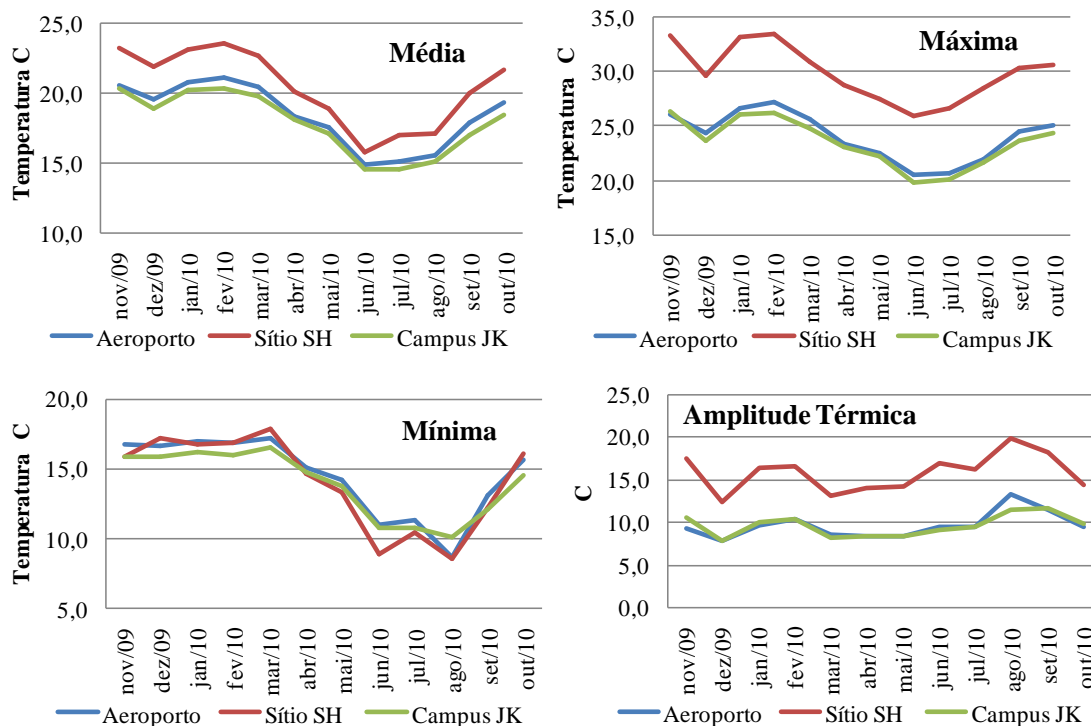 Média
Temperatura C
25,0
20,0
15,0
10,0
nov/09
dez/09
jan/10
fev/10
mar/10
abr/10
mai/10
jun/10
jul/10
ago/10
set/10
out/10
Aeroporto Sítio SH Campus JK
Máxima
Temperatura C
35,0
30,0
25,0
20,0
15,0
nov/09
dez/09
jan/10
fev/10
mar/10
abr/10
mai/10
jun/10
jul/10
ago/10
set/10
out/10
Aeroporto Sítio SH Campus JK
Mínima
Temperatura C
20,0
15,0
10,0
5,0
nov/09
dez/09
jan/10
fev/10
mar/10
abr/10
mai/10
jun/10
jul/10
ago/10
set/10
out/10
Aeroporto Sítio SH Campus JK
Amplitude Térmica
C
25,0
20,0
15,0
10,0
5,0
0,0
nov/09
dez/09
jan/10
fev/10
mar/10
abr/10
mai/10
jun/10
jul/10
ago/10
set/10
out/10
Aeroporto Sítio SH Campus JK